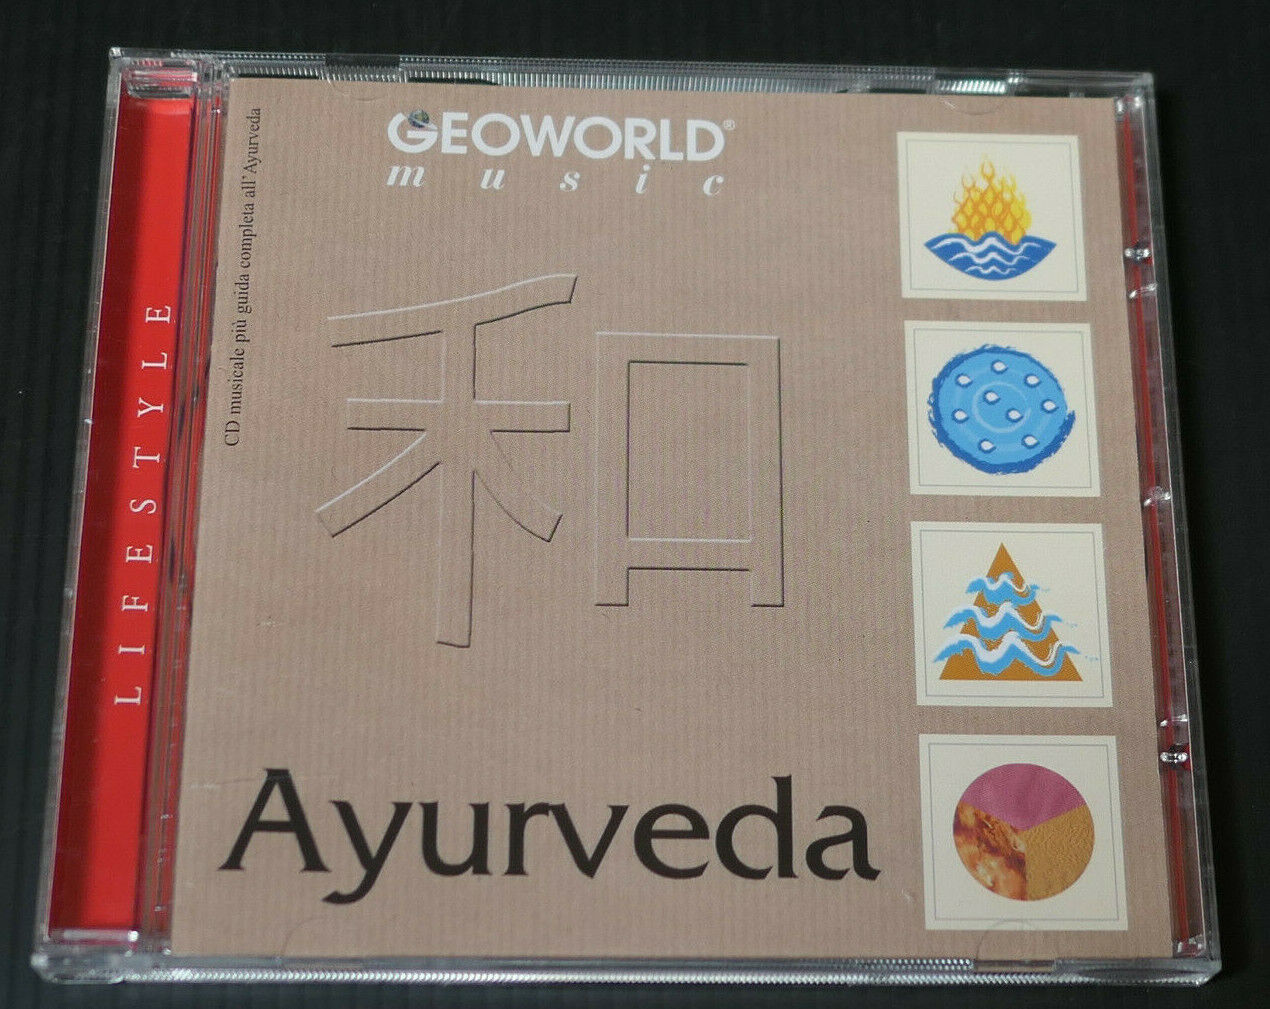 GEOWORLD®
music
CD musicale più guida completa all'Ayurveda
LIFESTYLE
和
Ayurveda